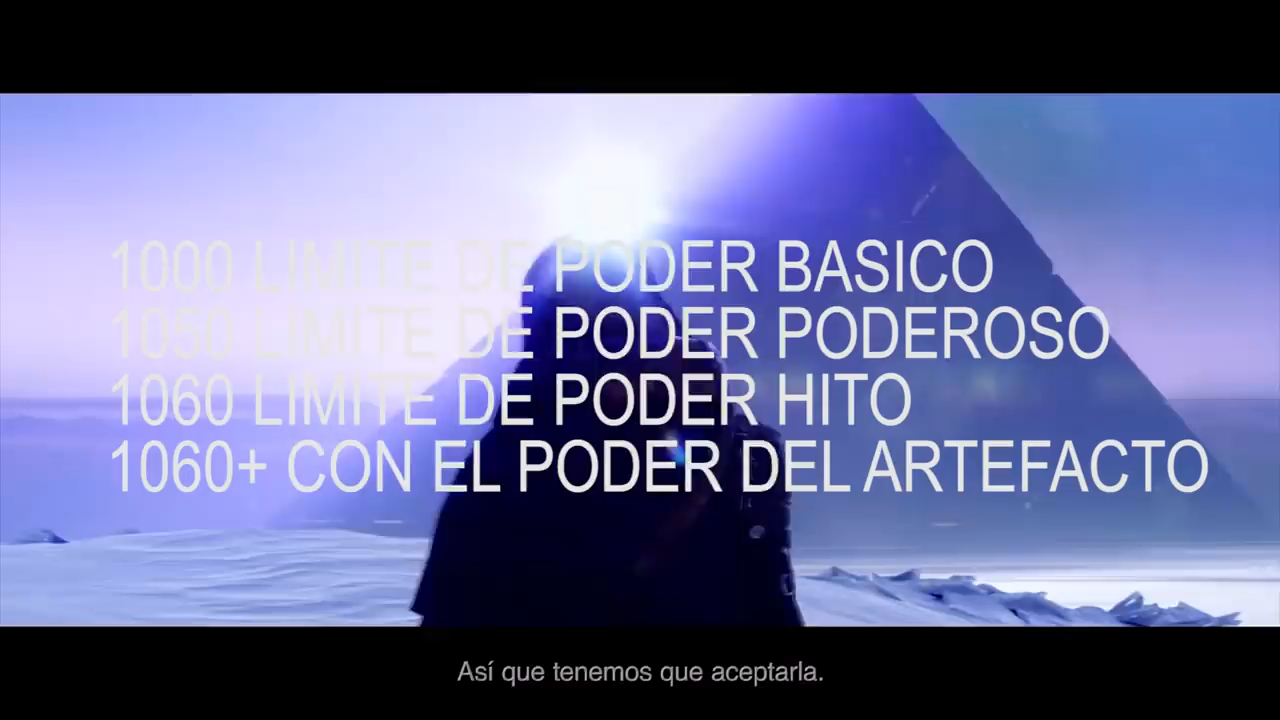 1000 LIMITE DE PODER BASICO
1050 LIMITE DE PODER PODEROSO
1060 LIMITE DE PODER HITO
1060+ CON EL PODER DEL ARTEFACTO
Así que tenemos que aceptarla.